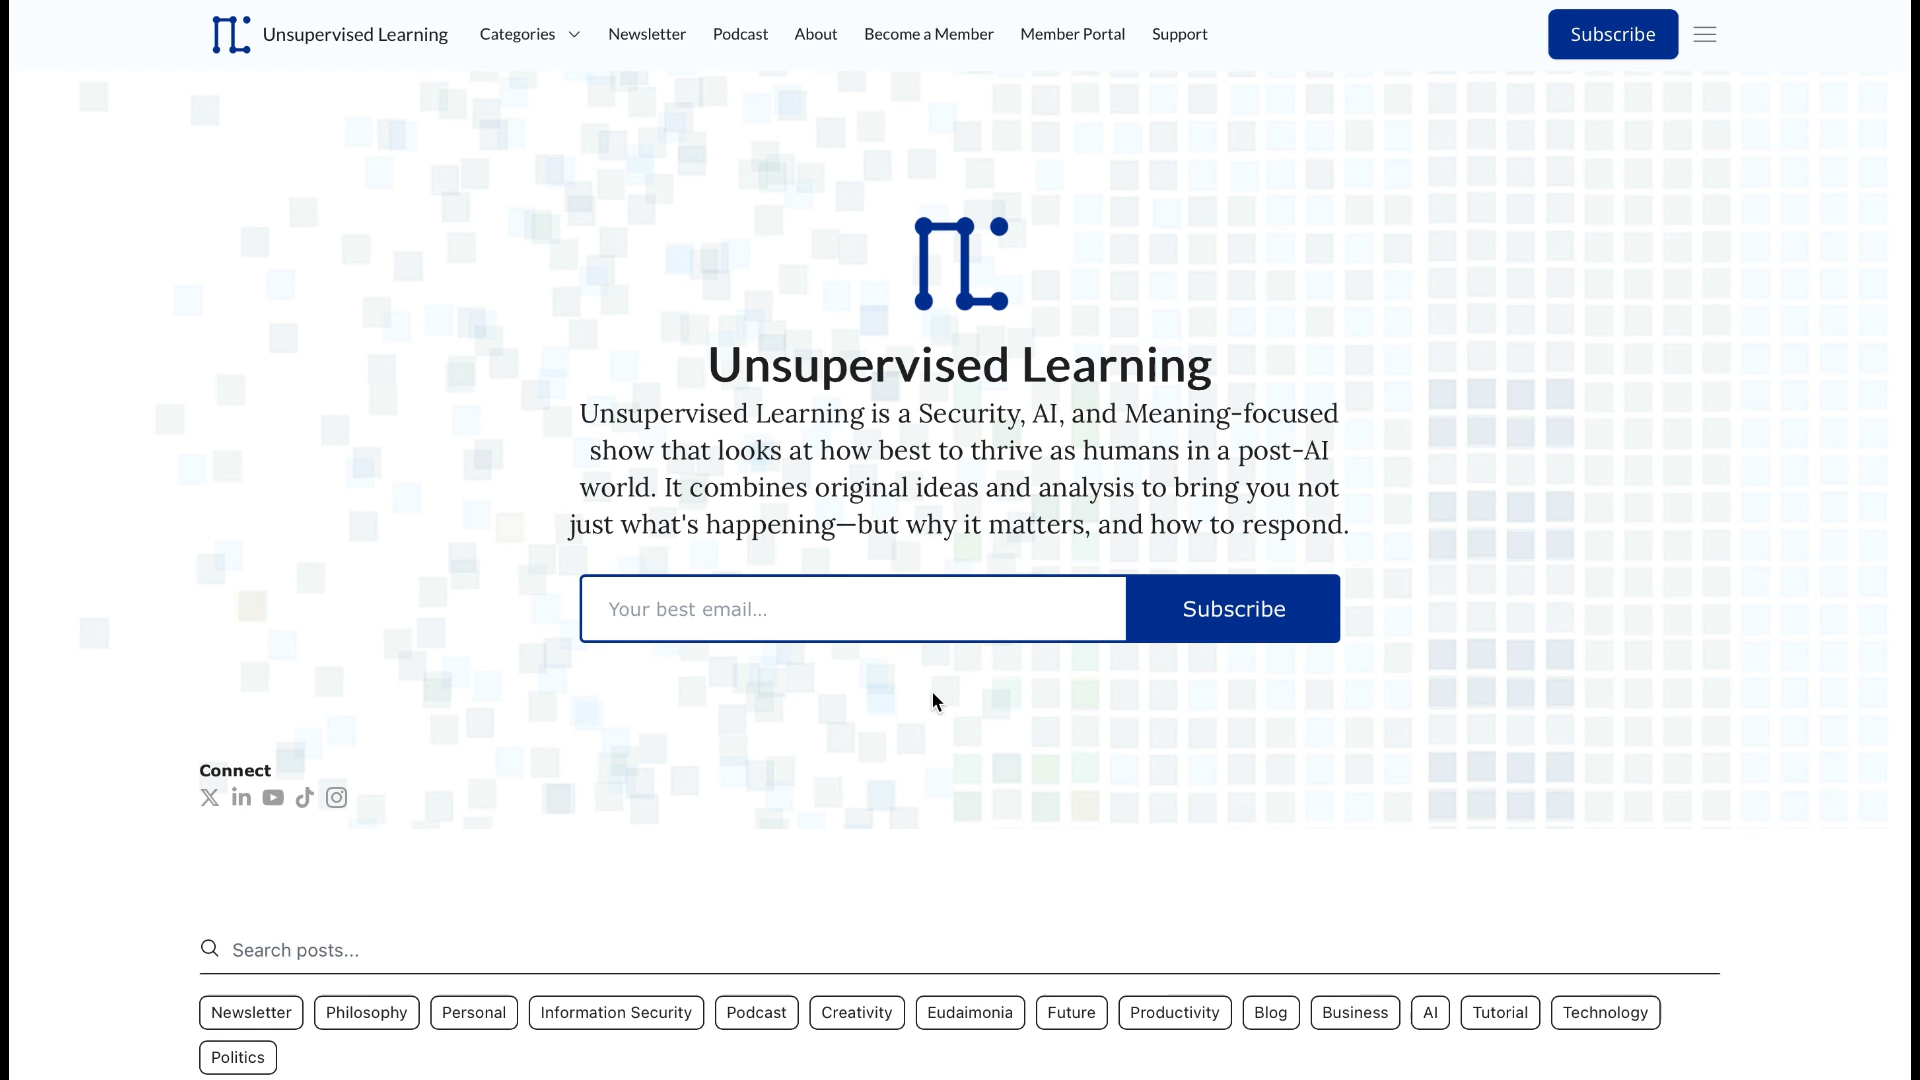 Unsupervised Learning
Categories
Newsletter
Podcast
About
Become a Member
Member Portal
Support
Subscribe
Unsupervised Learning
Unsupervised Learning is a Security, AI, and Meaning-focused
show that looks at how best to thrive as humans in a post-AI
world. It combines original ideas and analysis to bring you not
just what's happening—but why it matters, and how to respond.
Your best email...
Subscribe
Connect
Search posts...
Newsletter
Philosophy
Personal
Information Security
Podcast
Creativity
Eudaimonia
Future
Productivity
Blog
Business
AI
Tutorial
Technology
Politics